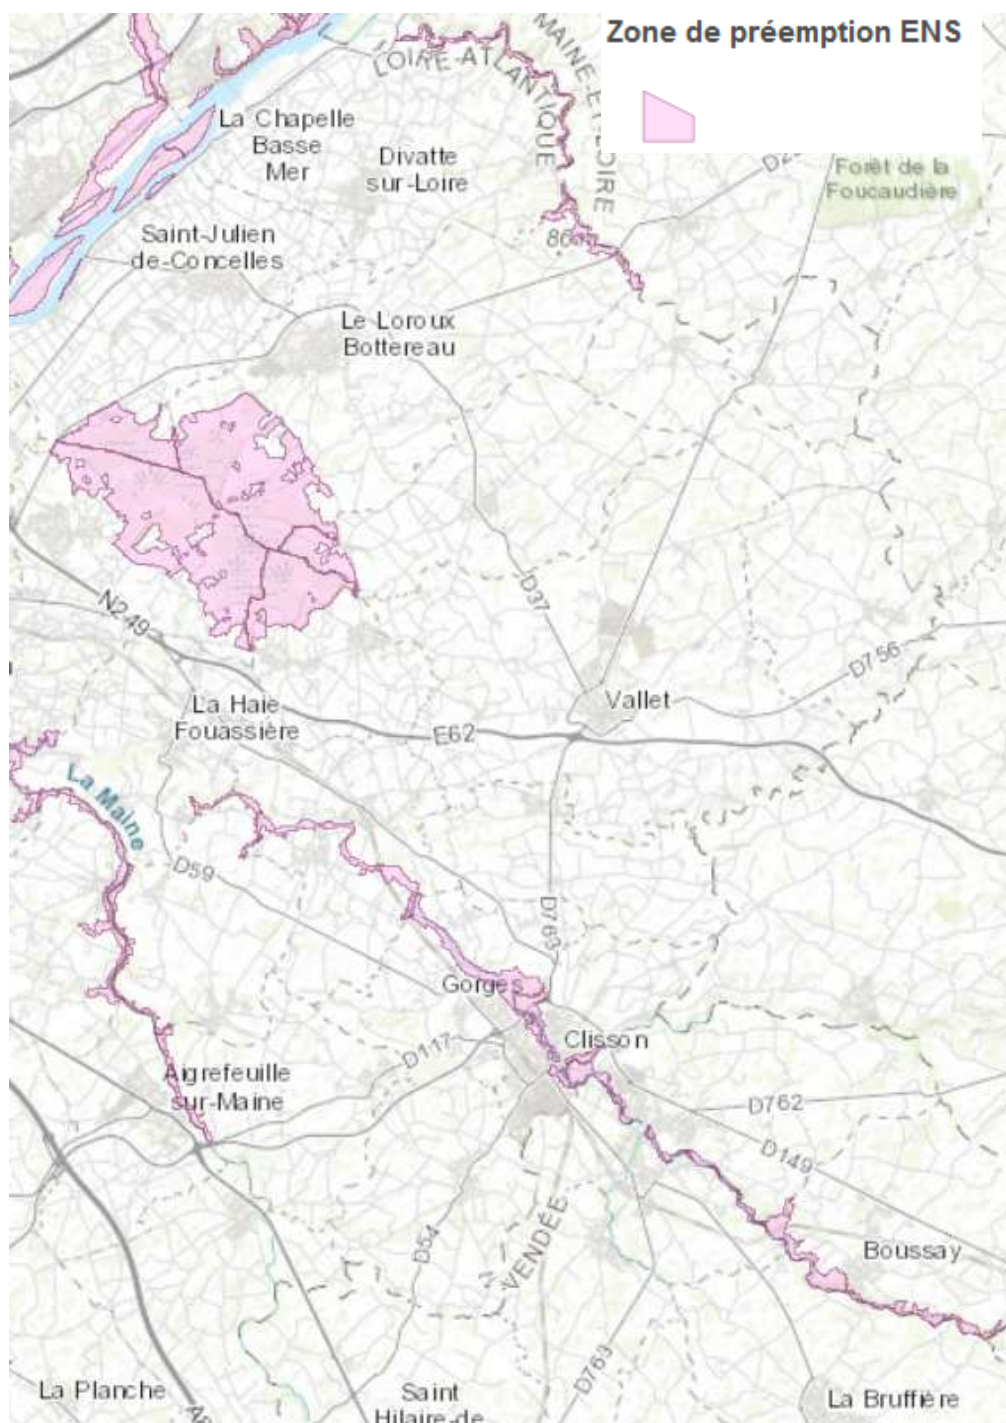 Zone de préemption ENS
LOIRE-ATLANTIQUE
MAINE-ET-LOIRE
La Chapelle
Basse
Mer
Divatte
sur-Loire
Forêt de la
Foucaudière
Saint-Julien
de-Concelles
Le Loroux
Bottereau
D37
N249
D756
La Haie
Fouassière
Vallet
E62
La Maine
D59
D763
Gorges
Clisson
D117
Aigrefeuille
sur-Maine
D762
D149
D54
VENDÉE
Boussay
D763
La Planche
Saint
Hilaire-de
La Bruffière